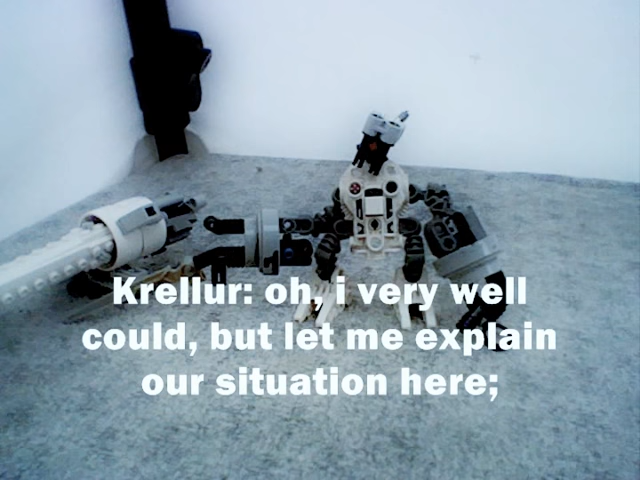 Krellur: oh, i very well
could, but let me explain
our situation here;